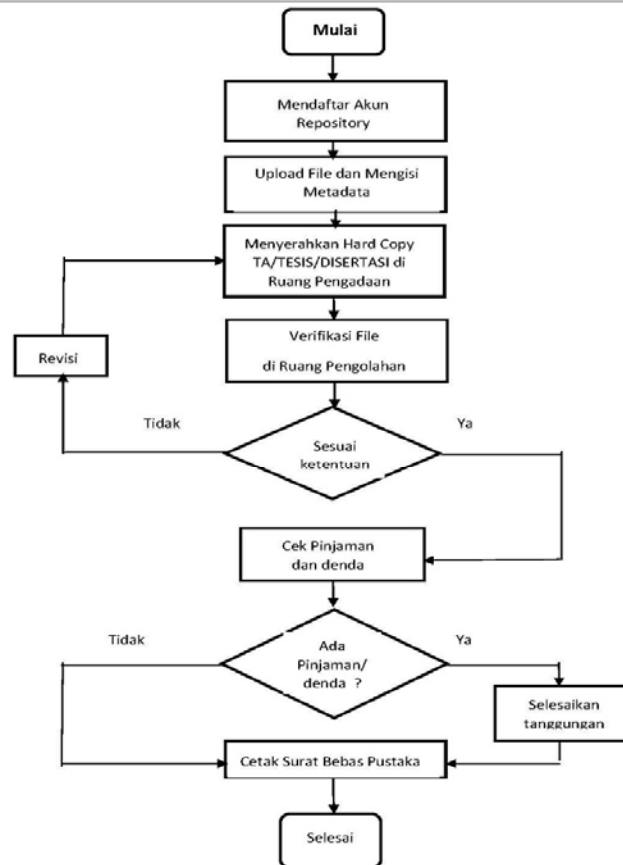 Mulai
Mendaftar Akun
Repository
Upload File dan Mengisi
Metadata
Menyerahkan Hard Copy
TA/TESIS/DISERTASI di
Ruang Pengadaan
Verifikasi File
di Ruang Pengolahan
Revisi
Tidak
Ya
Sesuai
ketentuan
Cek Pinjaman
dan denda
Tidak
Ya
Ada
Pinjaman/
denda ?
Selesaikan
tanggungan
Cetak Surat Bebas Pustaka
Selesai